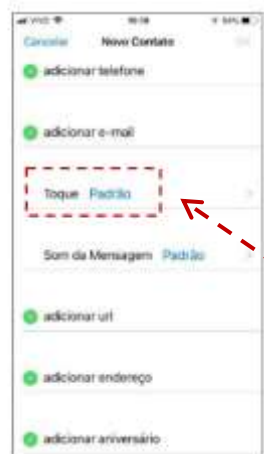 VIVO
Cancelar Novo Contato
adicionar telefone
adicionar e-mail
Toque Padrão
Som da Mensagem Padrão
adicionar url
adicionar endereço
adicionar aniversário